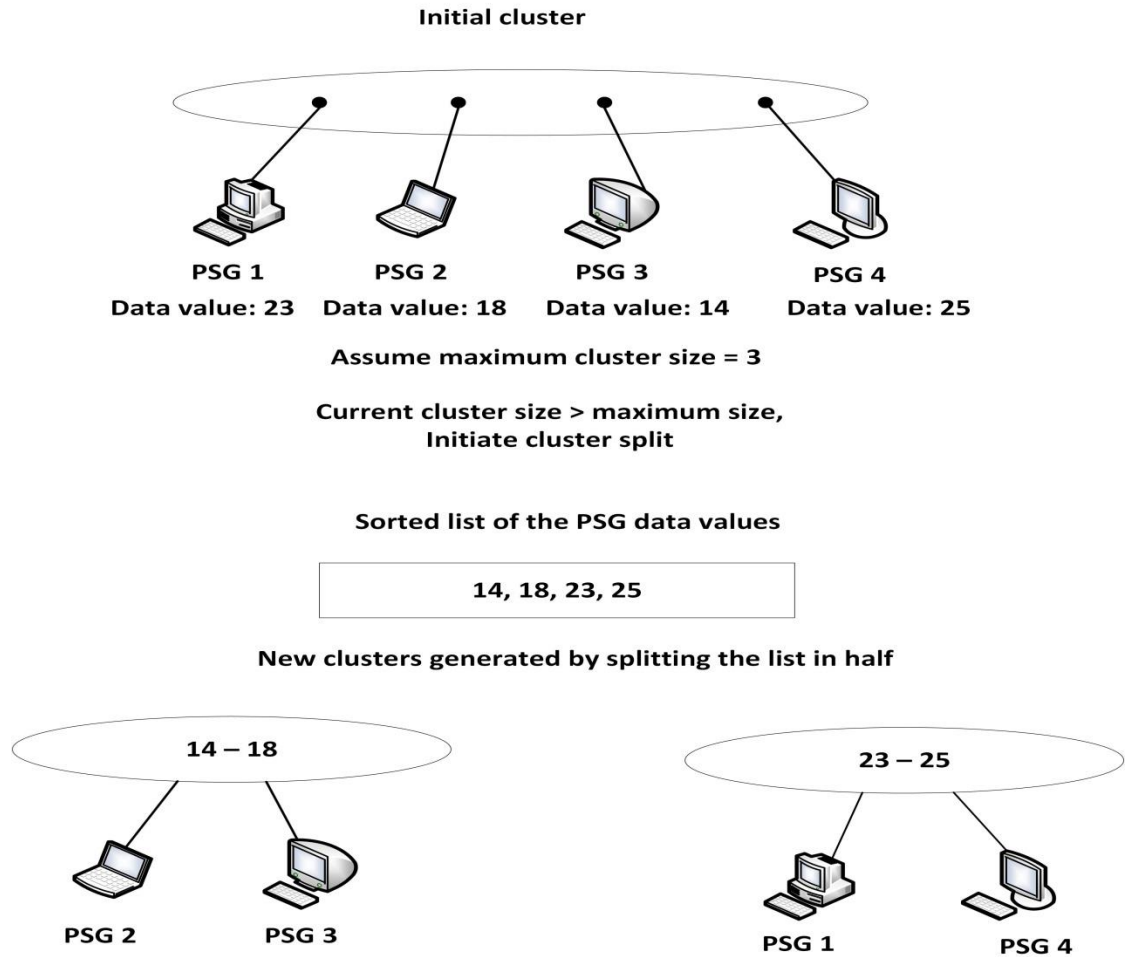 Initial cluster
PSG 1
PSG 2
PSG 3
PSG 4
Data value: 23
Data value: 18
Data value: 14
Data value: 25
Assume maximum cluster size = 3
Current cluster size > maximum size,
Initiate cluster split
Sorted list of the PSG data values
14, 18, 23, 25
New clusters generated by splitting the list in half
14 – 18
23 – 25
PSG 2
PSG 3
PSG 1
PSG 4